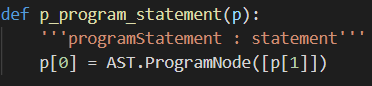 def p_program_statement(p):
    '''programStatement : statement'''
    p[0] = AST.ProgramNode([p[1]])